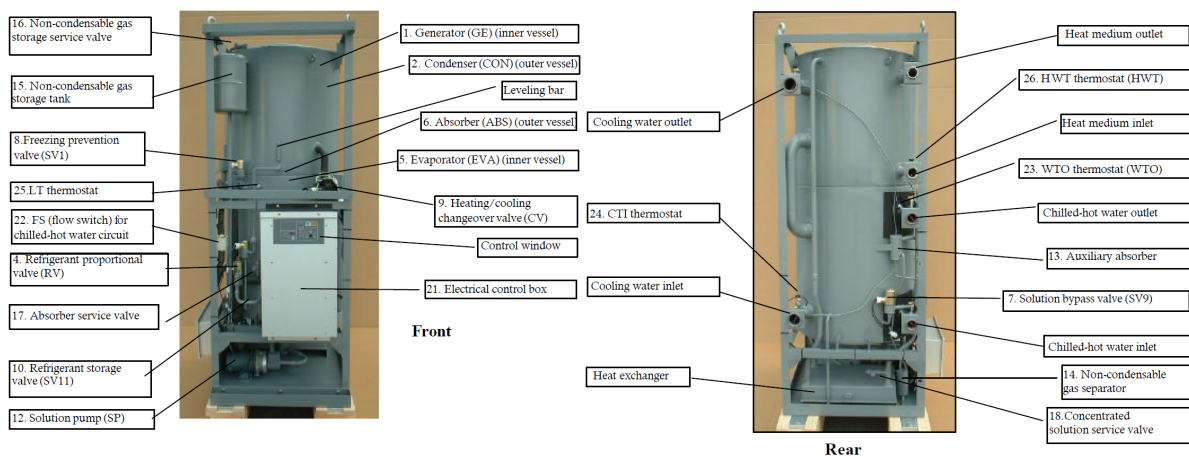 16. Non-condensable gas
storage service valve
15. Non-condensable gas
storage tank
8.Freezing prevention
valve (SV1)
25.LT thermostat
22. FS (flow switch) for
chilled-hot water circuit
4. Refrigerant proportional
valve (RV)
17. Absorber service valve
10. Refrigerant storage
valve (SV11)
12. Solution pump (SP)
1. Generator (GE) (inner vessel)
2. Condenser (CON) (outer vessel)
Leveling bar
6. Absorber (ABS) (outer vessel)
5. Evaporator (EVA) (inner vessel)
9. Heating/cooling
changeover valve (CV)
Control window
21. Electrical control box
Front
Cooling water outlet
24. CTI thermostat
Cooling water inlet
Heat exchanger
Heat medium outlet
26. HWT thermostat (HWT)
Heat medium inlet
23. WTO thermostat (WTO)
Chilled-hot water outlet
13. Auxiliary absorber
7. Solution bypass valve (SV9)
Chilled-hot water inlet
14. Non-condensable
gas separator
18.Concentrated
solution service valve
Rear